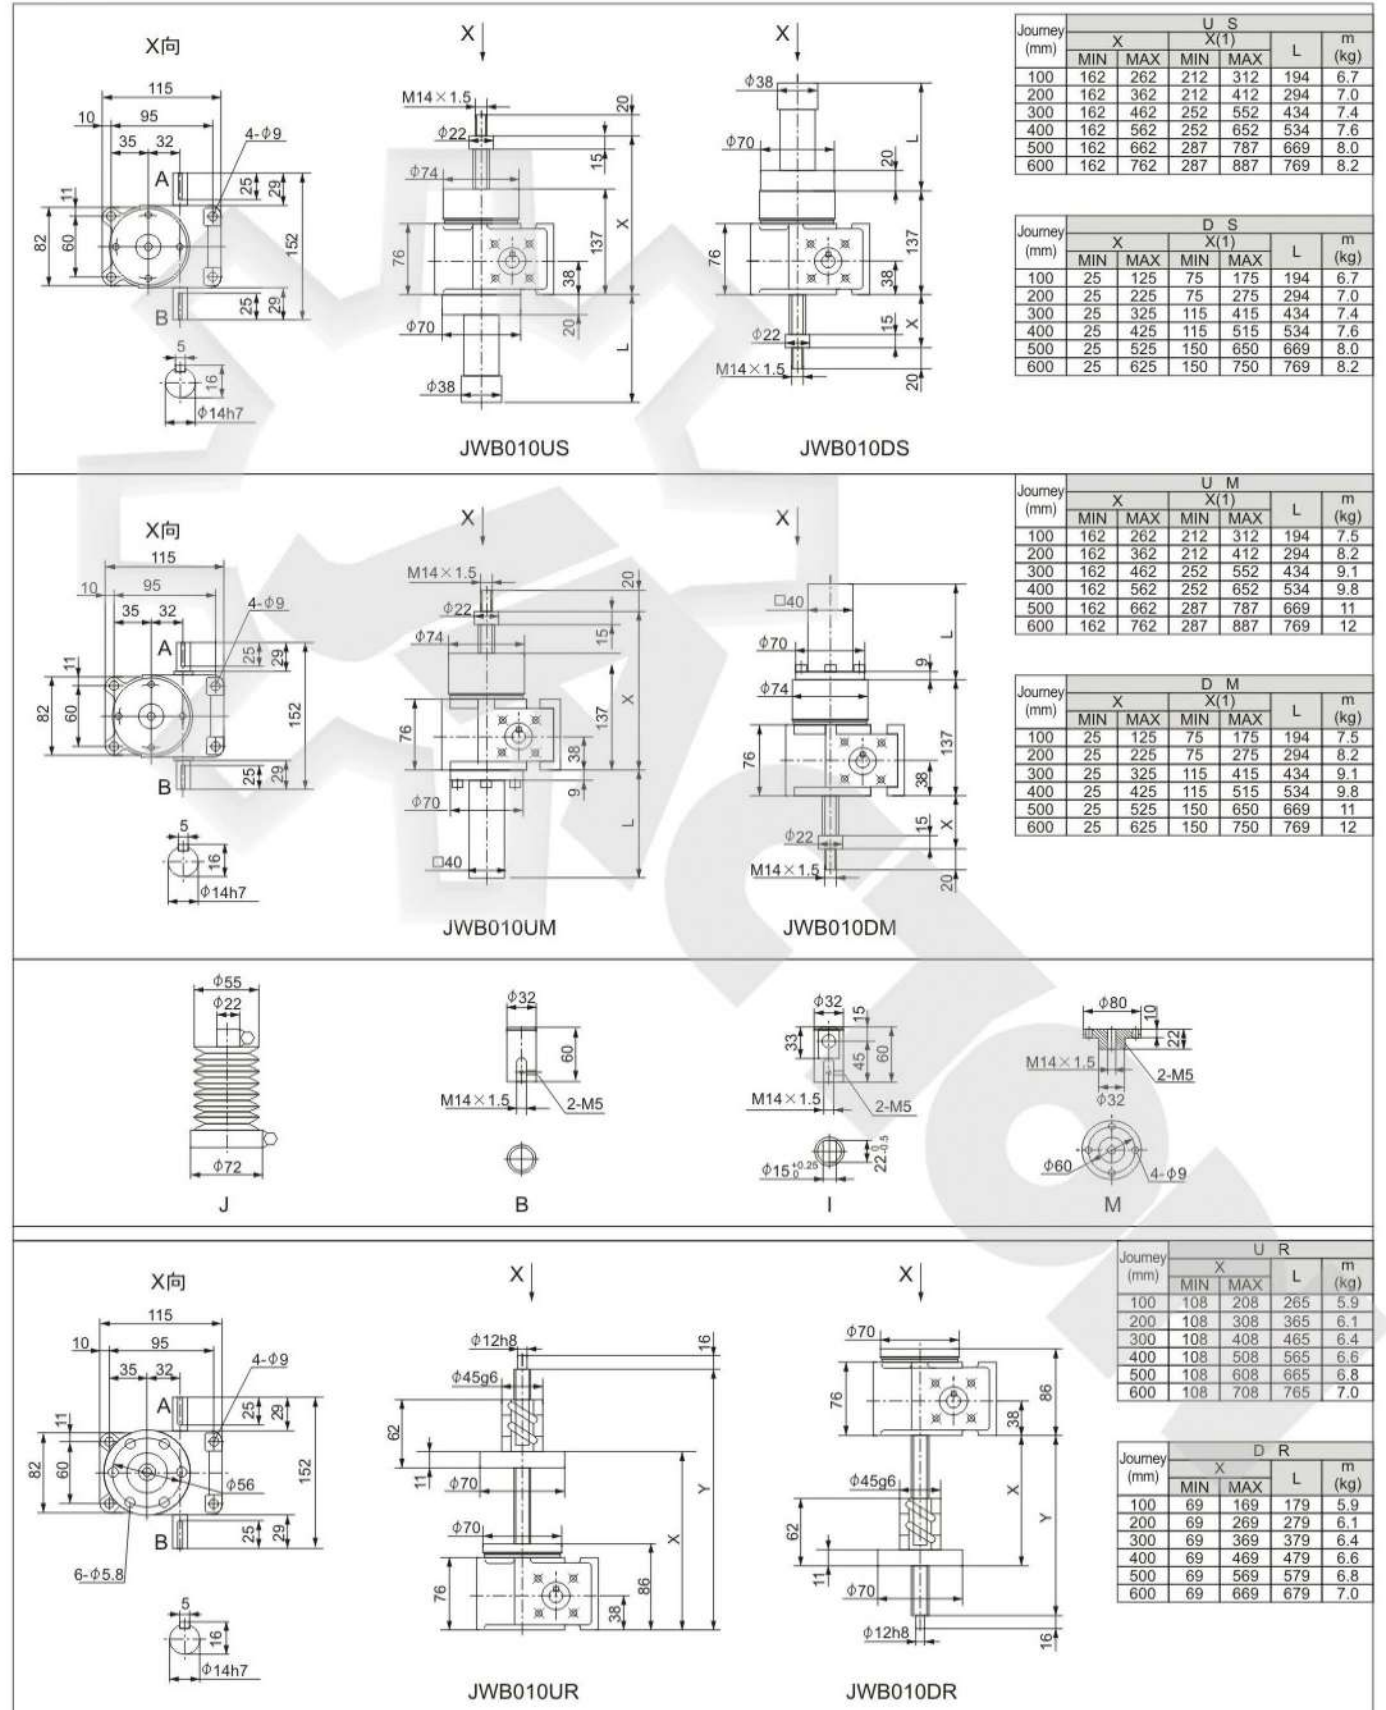 X向
115
10 95
35 32
4-Φ9
A
11
25
29
82
60
152
25
29
B
5
16
Φ14h7
X
M14×1.5
20
Φ22
15
Φ74
76
137
X
38
20
Φ70
L
Φ38
JWB010US
X
Φ38
L
Φ70
20
76
137
38
15
X
Φ22
M14×1.5
20
JWB010DS
Journey (mm) U S
X X(1) L m (kg)
MIN MAX MIN MAX
100 162 262 212 312 194 6.7
200 162 362 212 412 294 7.0
300 162 462 252 552 434 7.4
400 162 562 252 652 534 7.6
500 162 662 287 787 669 8.0
600 162 762 287 887 769 8.2
Journey (mm) D S
X X(1) L m (kg)
MIN MAX MIN MAX
100 25 125 75 175 194 6.7
200 25 225 75 275 294 7.0
300 25 325 115 415 434 7.4
400 25 425 115 515 534 7.6
500 25 525 150 650 669 8.0
600 25 625 150 750 769 8.2
X向
115
10 95
35 32
4-Φ9
A
11
25
29
82
60
152
25
29
B
5
16
Φ14h7
X
M14×1.5
20
Φ22
15
Φ74
76
137
X
38
9
Φ70
L
□40
JWB010UM
X
□40
L
Φ70
9
Φ74
76
137
38
15
X
Φ22
M14×1.5
20
JWB010DM
Journey (mm) U M
X X(1) L m (kg)
MIN MAX MIN MAX
100 162 262 212 312 194 7.5
200 162 362 212 412 294 8.2
300 162 462 252 552 434 9.1
400 162 562 252 652 534 9.8
500 162 662 287 787 669 11
600 162 762 287 887 769 12
Journey (mm) D M
X X(1) L m (kg)
MIN MAX MIN MAX
100 25 125 75 175 194 7.5
200 25 225 75 275 294 8.2
300 25 325 115 415 434 9.1
400 25 425 115 515 534 9.8
500 25 525 150 650 669 11
600 25 625 150 750 769 12
Φ55
Φ22
Φ72
J
Φ32
60
M14×1.5
2-M5
B
Φ32
15
33
45
60
M14×1.5
2-M5
Φ15 +0.25 0
22 0 -0.5
I
Φ80
10
22
M14×1.5
2-M5
Φ32
Φ60
4-Φ9
M
X向
115
10 95
35 32
4-Φ9
A
11
25
29
82
60
Φ56
152
25
29
B
6-Φ5.8
5
16
Φ14h7
X
Φ12h8
16
Φ45g6
62
11
Φ70
Y
X
Φ70
76
86
38
JWB010UR
X
Φ70
76
86
38
Φ45g6
X
Y
62
11
Φ70
Φ12h8
16
JWB010DR
Journey (mm) U R
X L m (kg)
MIN MAX
100 108 208 265 5.9
200 108 308 365 6.1
300 108 408 465 6.4
400 108 508 565 6.6
500 108 608 665 6.8
600 108 708 765 7.0
Journey (mm) D R
X L m (kg)
MIN MAX
100 69 169 179 5.9
200 69 269 279 6.1
300 69 369 379 6.4
400 69 469 479 6.6
500 69 569 579 6.8
600 69 669 679 7.0